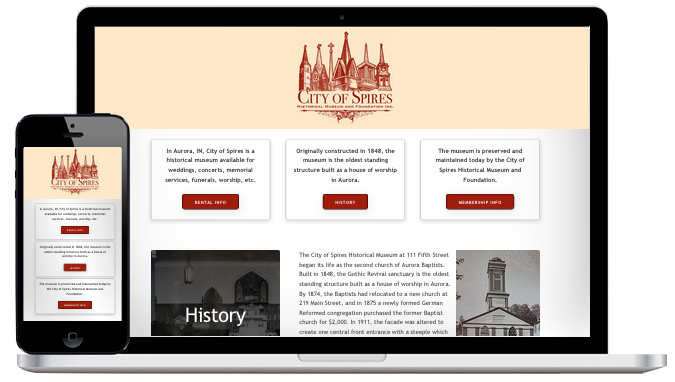 CITY OF SPIRES
HISTORICAL MUSEUM AND FOUNDATION INC.
In Aurora, IN, City of Spires is a
historical museum available for
weddings, concerts, memorial
services, funerals, worship, etc.
RENTAL INFO
Originally constructed in 1848, the
museum is the oldest standing
structure built as a house of worship
in Aurora.
HISTORY
The museum is preserved and
maintained today by the City of
Spires Historical Museum and
Foundation.
MEMBERSHIP INFO
History
The City of Spires Historical Museum at 111 Fifth Street
began its life as the second church of Aurora Baptists.
Built in 1848, the Gothic Revival sanctuary is the oldest
standing structure built as a house of worship in Aurora.
By 1874, the Baptists had relocated to a new church at
219 Main Street, and in 1875 a newly formed German
Reformed congregation purchased the former Baptist
church for $2,000. In 1911, the facade was altered to
create one central front entrance with a steeple which
CITY OF SPIRES
In Aurora, IN, City of Spires is a historical museum
available for weddings, concerts, memorial
services, funerals, worship, etc.
RENTAL INFO
Originally constructed in 1848, the museum is the
oldest standing structure built as a house of
worship in Aurora.
HISTORY
The museum is preserved and maintained today by
the City of Spires Historical Museum and
Foundation.
MEMBERSHIP INFO